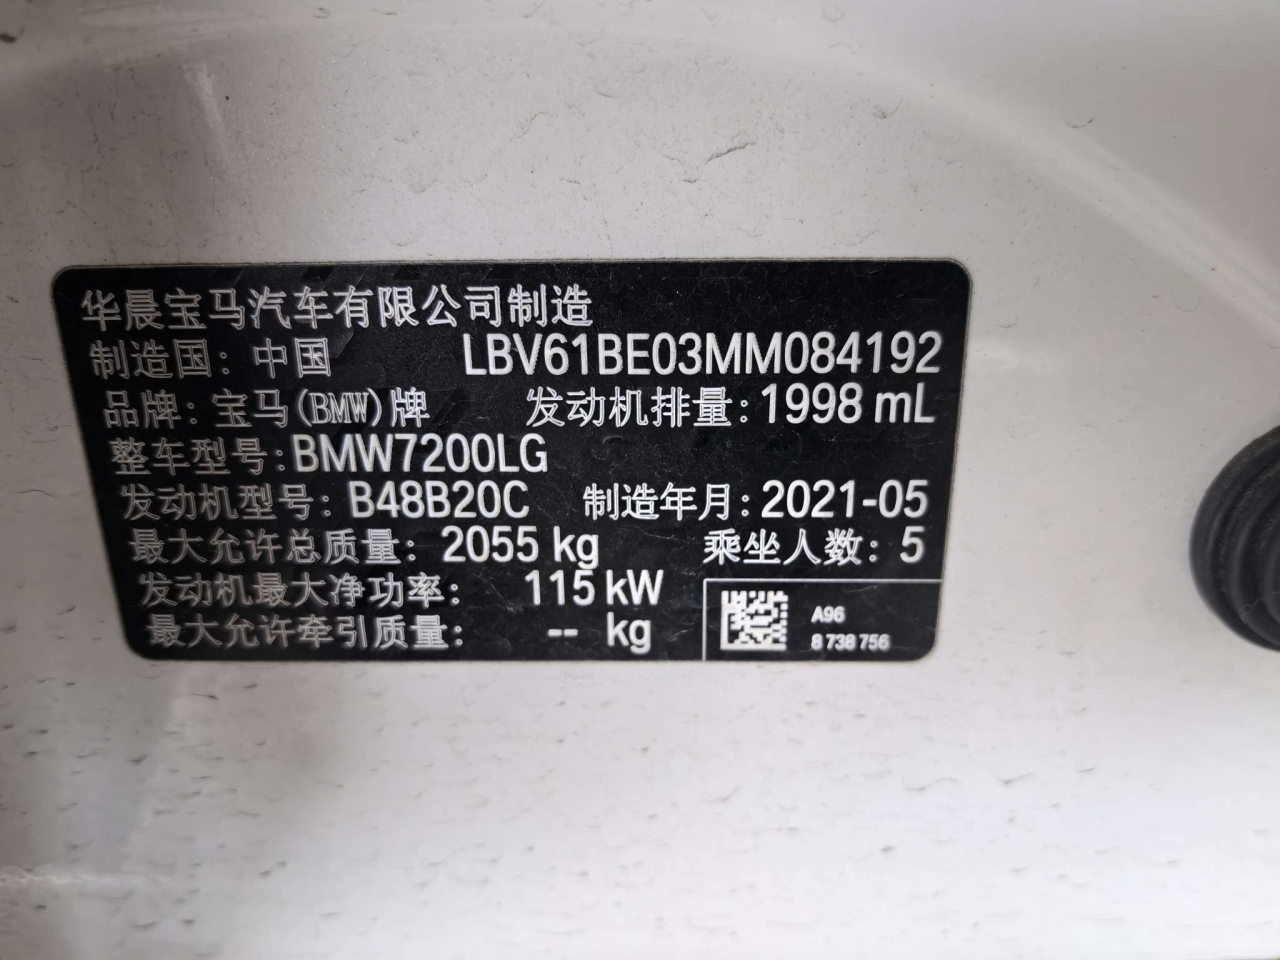 华晨宝马汽车有限公司制造
制造国: 中国 LBV61BE03MM084192
品牌: 宝马(BMW)牌 发动机排量: 1998 mL
整车型号: BMW7200LG
发动机型号: B48B20C 制造年月: 2021-05
最大允许总质量: 2055 kg 乘坐人数: 5
发动机最大净功率: 115 kW
最大允许牵引质量: -- kg
A96
8 738 756